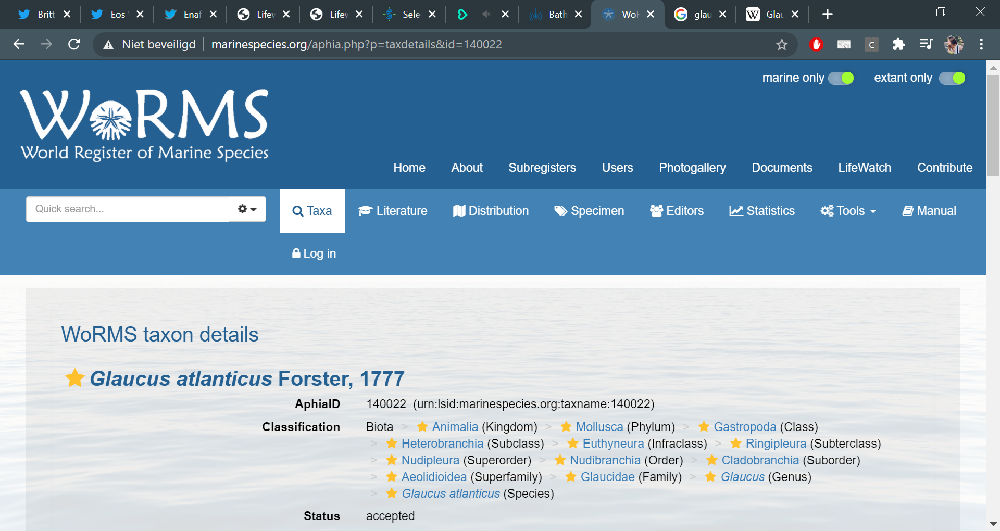 Britt Eos Enaf Lifev Lifev Sele Bath WoR glau Glau
Niet beveiligd marinespecies.org/aphia.php?p=taxdetails&id=140022
marine only extant only
WoRMS
World Register of Marine Species
Home About Subregisters Users Photogallery Documents LifeWatch Contribute
Quick search... Taxa Literature Distribution Specimen Editors Statistics Tools Manual
Log in
WoRMS taxon details
Glaucus atlanticus Forster, 1777
AphiaID 140022 (urn:lsid:marinespecies.org:taxname:140022)
Classification Biota > Animalia (Kingdom) > Mollusca (Phylum) > Gastropoda (Class)
> Heterobranchia (Subclass) > Euthyneura (Infraclass) > Ringipleura (Subterclass)
> Nudipleura (Superorder) > Nudibranchia (Order) > Cladobranchia (Suborder)
> Aeolidioidea (Superfamily) > Glaucidae (Family) > Glaucus (Genus)
> Glaucus atlanticus (Species)
Status accepted